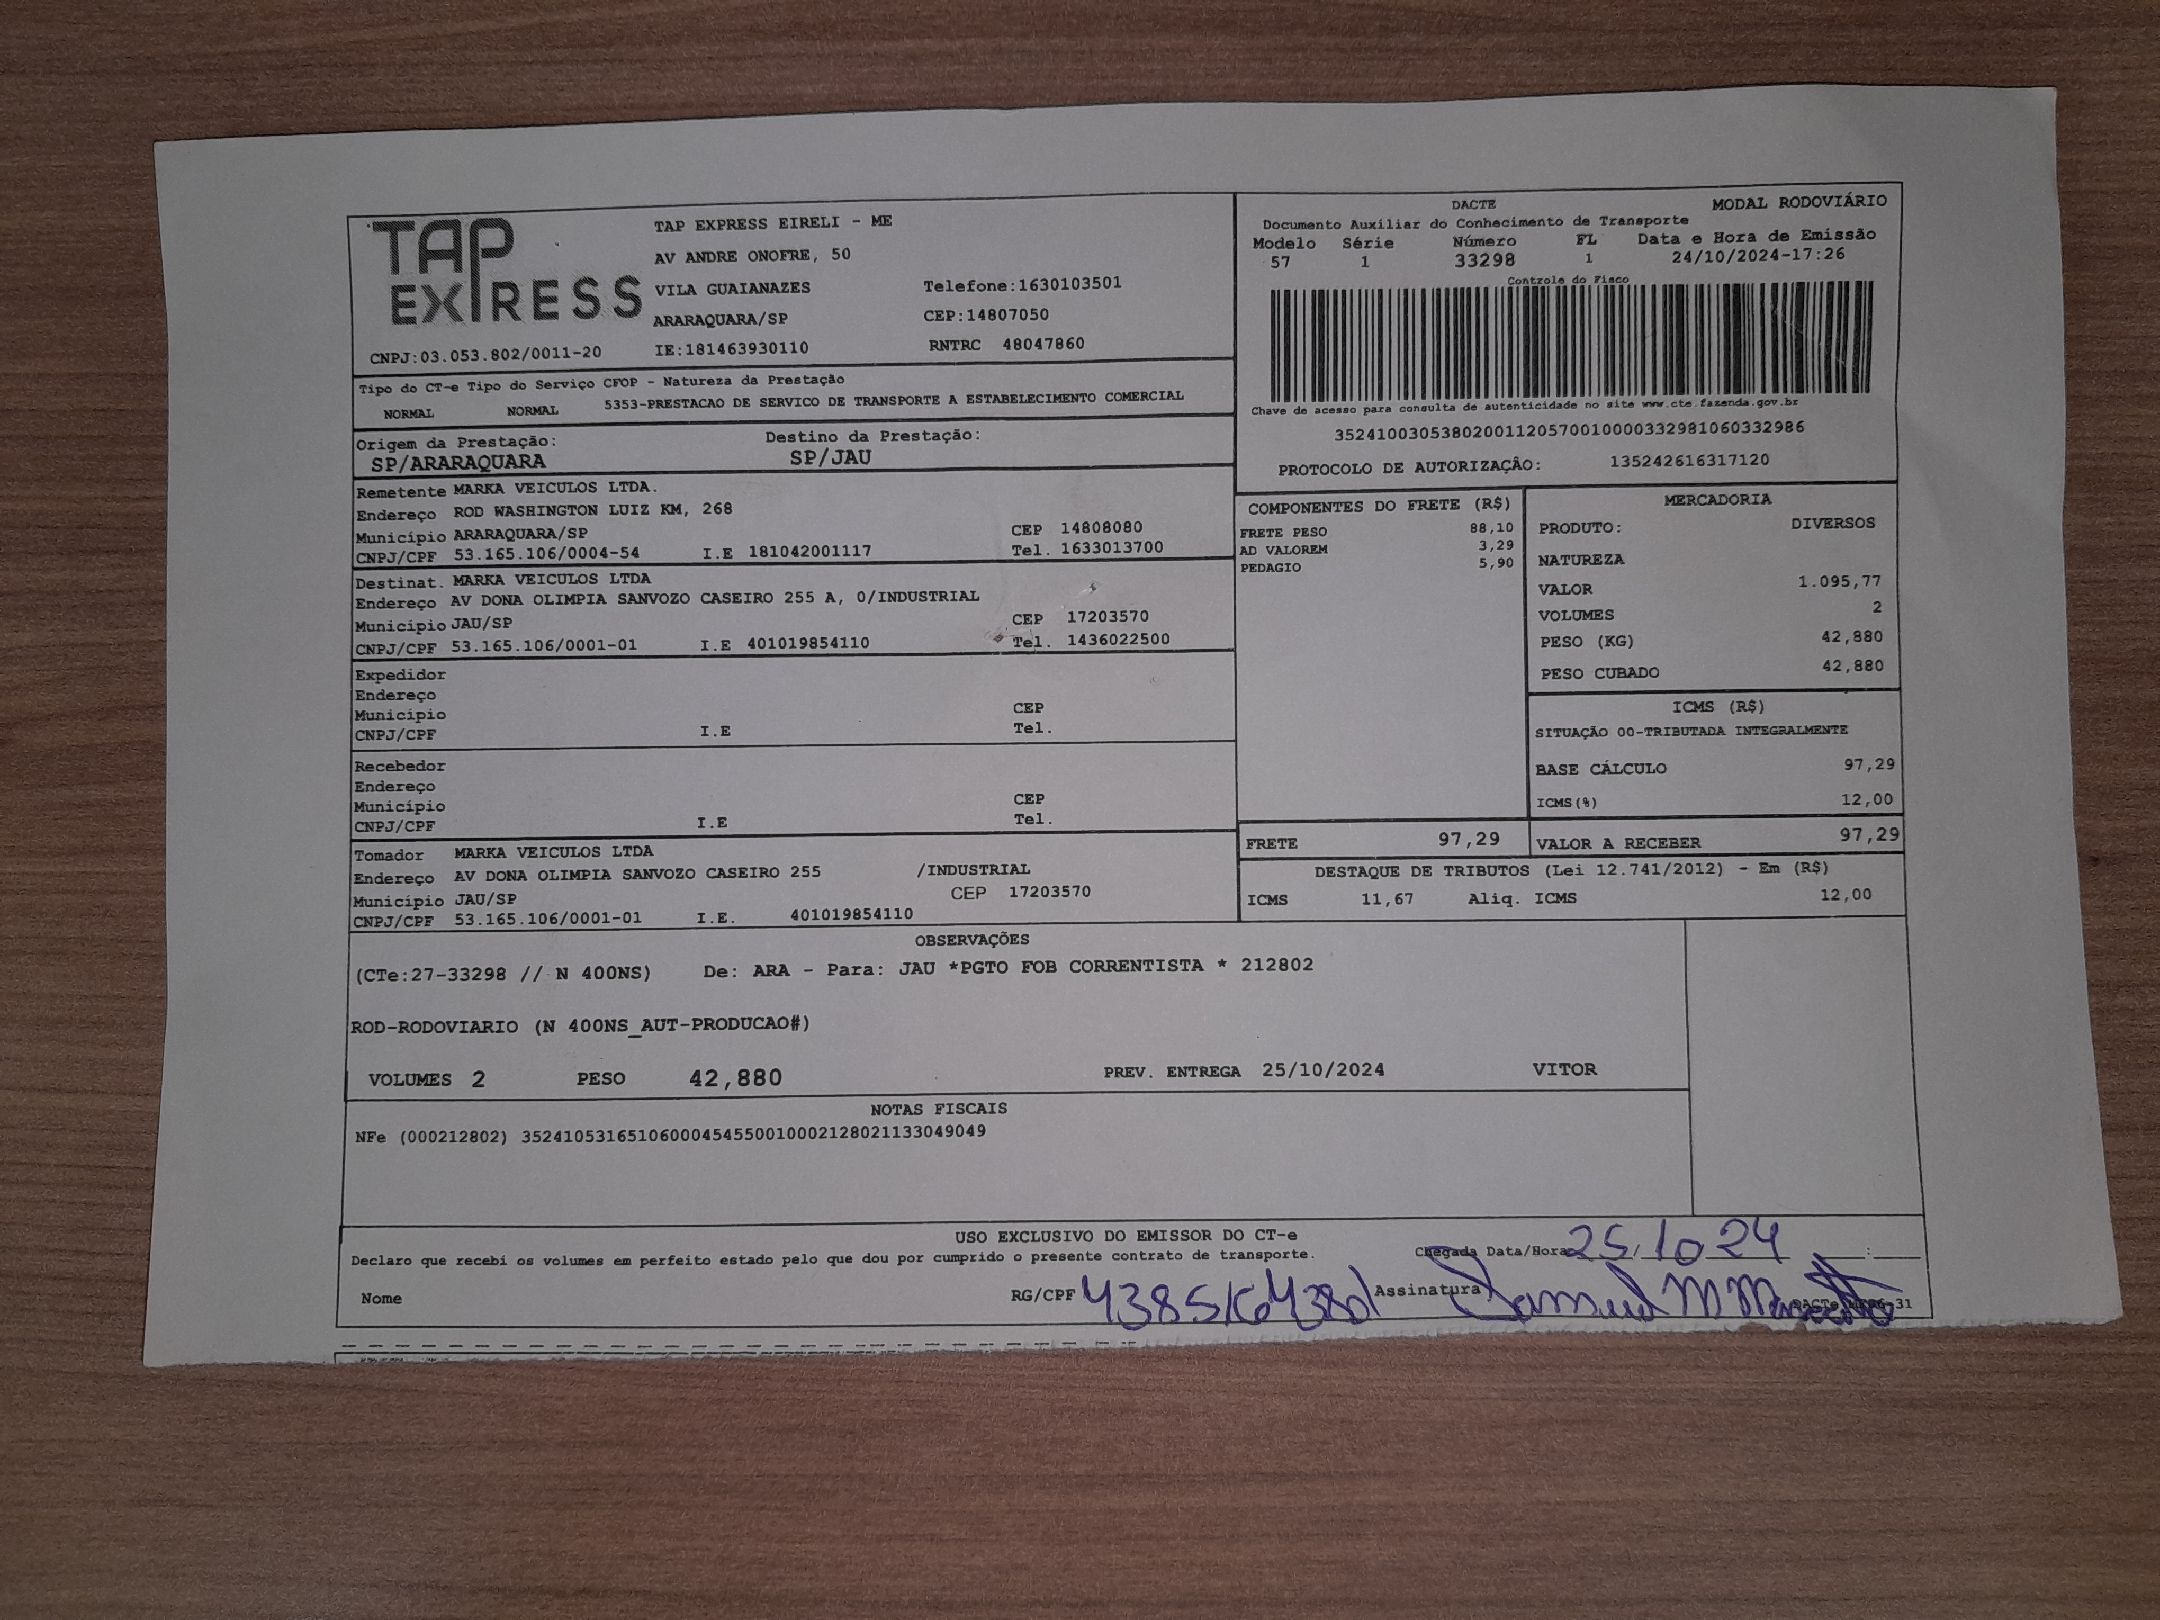 TAP
EXPRESS
TAP EXPRESS EIRELI - ME
AV ANDRE ONOFRE, 50
VILA GUAIANAZES Telefone:1630103501
ARARAQUARA/SP CEP:14807050
CNPJ:03.053.802/0011-20 IE:181463930110 RNTRC 48047860
DACTE MODAL RODOVIÁRIO
Documento Auxiliar do Conhecimento de Transporte
Modelo Série Número FL Data e Hora de Emissão
57 1 33298 1 24/10/2024-17:26
Controle do Fisco
Chave de acesso para consulta de autenticidade no site www.cte.fazenda.gov.br
35241003053802001120570010000332981060332986
PROTOCOLO DE AUTORIZAÇÂO: 135242616317120
Tipo do CT-e Tipo do Serviço CFOP - Natureza da Prestação
NORMAL NORMAL 5353-PRESTACAO DE SERVICO DE TRANSPORTE A ESTABELECIMENTO COMERCIAL
Origem da Prestação: Destino da Prestação:
SP/ARARAQUARA SP/JAU
Remetente MARKA VEICULOS LTDA.
Endereço ROD WASHINGTON LUIZ KM, 268
Município ARARAQUARA/SP CEP 14808080
CNPJ/CPF 53.165.106/0004-54 I.E 181042001117 Tel. 1633013700
Destinat. MARKA VEICULOS LTDA
Endereço AV DONA OLIMPIA SANVOZO CASEIRO 255 A, 0/INDUSTRIAL
Município JAU/SP CEP 17203570
CNPJ/CPF 53.165.106/0001-01 I.E 401019854110 Tel. 1436022500
Expedidor
Endereço
Município CEP
CNPJ/CPF I.E Tel.
Recebedor
Endereço
Município CEP
CNPJ/CPF I.E Tel.
Tomador MARKA VEICULOS LTDA
Endereço AV DONA OLIMPIA SANVOZO CASEIRO 255 /INDUSTRIAL
Município JAU/SP CEP 17203570
CNPJ/CPF 53.165.106/0001-01 I.E. 401019854110
COMPONENTES DO FRETE (R$)
FRETE PESO 88,10
AD VALOREM 3,29
PEDAGIO 5,90
MERCADORIA
PRODUTO: DIVERSOS
NATUREZA
VALOR 1.095,77
VOLUMES 2
PESO (KG) 42,880
PESO CUBADO 42,880
ICMS (R$)
SITUAÇÃO 00-TRIBUTADA INTEGRALMENTE
BASE CÁLCULO 97,29
ICMS(%) 12,00
FRETE 97,29 VALOR A RECEBER 97,29
DESTAQUE DE TRIBUTOS (Lei 12.741/2012) - Em (R$)
ICMS 11,67 Aliq. ICMS 12,00
OBSERVAÇÕES
(CTe:27-33298 // N 400NS) De: ARA - Para: JAU *PGTO FOB CORRENTISTA * 212802
ROD-RODOVIARIO (N 400NS_AUT-PRODUCAO#)
VOLUMES 2 PESO 42,880 PREV. ENTREGA 25/10/2024 VITOR
NOTAS FISCAIS
NFe (000212802) 35241053165106000454550010002128021133049049
USO EXCLUSIVO DO EMISSOR DO CT-e
Declaro que recebi os volumes em perfeito estado pelo que dou por cumprido o presente contrato de transporte. Chegada Data/Hora 25/10 24 :
Nome RG/CPF Assinatura Samuel M